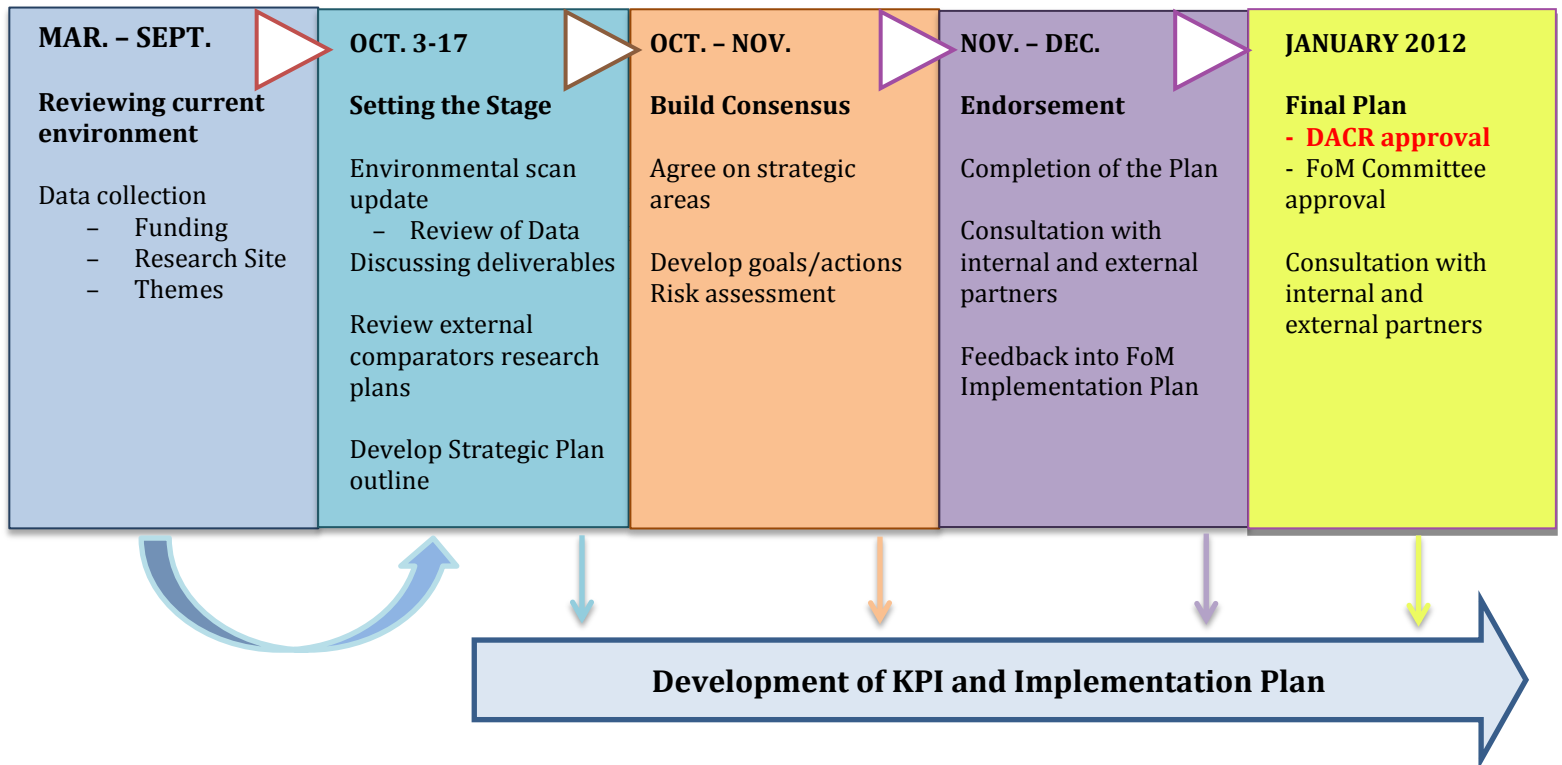 MAR. – SEPT.
Reviewing current
environment
Data collection
– Funding
– Research Site
– Themes
OCT. 3-17
Setting the Stage
Environmental scan
update
– Review of Data
Discussing deliverables
Review external
comparators research
plans
Develop Strategic Plan
outline
OCT. – NOV.
Build Consensus
Agree on strategic
areas
Develop goals/actions
Risk assessment
NOV. – DEC.
Endorsement
Completion of the Plan
Consultation with
internal and external
partners
Feedback into FoM
Implementation Plan
JANUARY 2012
Final Plan
- DACR approval
- FoM Committee
approval
Consultation with
internal and
external partners
Development of KPI and Implementation Plan